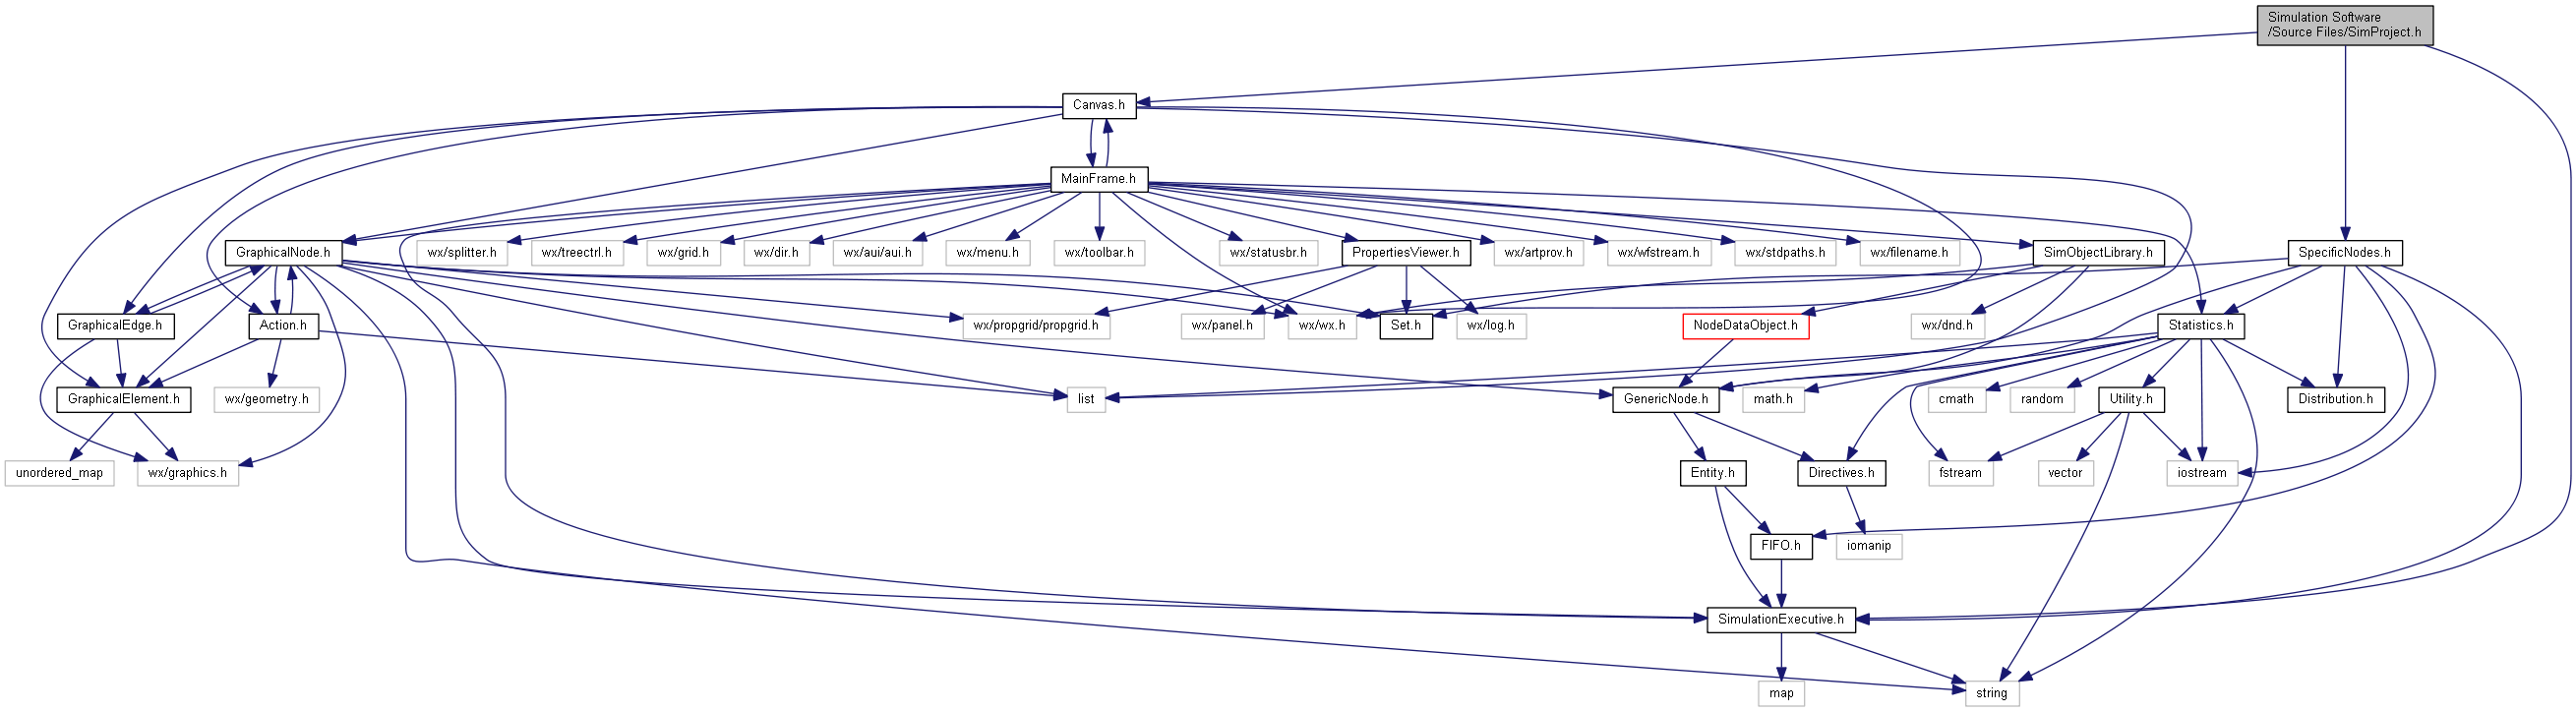 Simulation Software
/Source Files/SimProject.h
Canvas.h
MainFrame.h
GraphicalNode.h
wx/splitter.h
wx/treectrl.h
wx/grid.h
wx/dir.h
wx/aui/aui.h
wx/menu.h
wx/toolbar.h
wx/statusbr.h
PropertiesViewer.h
wx/artprov.h
wx/wfstream.h
wx/stdpaths.h
wx/filename.h
SimObjectLibrary.h
SpecificNodes.h
GraphicalEdge.h
Action.h
wx/propgrid/propgrid.h
wx/panel.h
wx/wx.h
Set.h
wx/log.h
NodeDataObject.h
wx/dnd.h
Statistics.h
GraphicalElement.h
wx/geometry.h
list
GenericNode.h
math.h
cmath
random
Utility.h
Distribution.h
unordered_map
wx/graphics.h
Entity.h
Directives.h
fstream
vector
iostream
FIFO.h
iomanip
SimulationExecutive.h
map
string